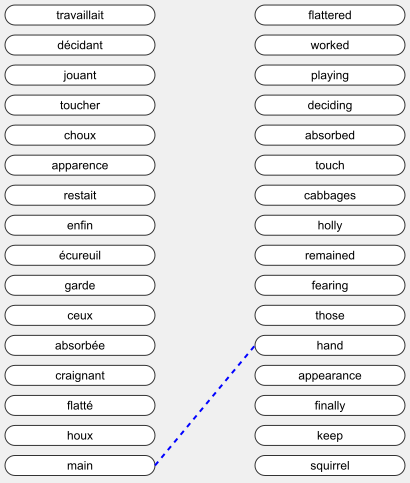 travaillait flattered
décidant worked
jouant playing
toucher deciding
choux absorbed
apparence touch
restait cabbages
enfin holly
écureuil remained
garde fearing
ceux those
absorbée hand
craignant appearance
flatté finally
houx keep
main squirrel